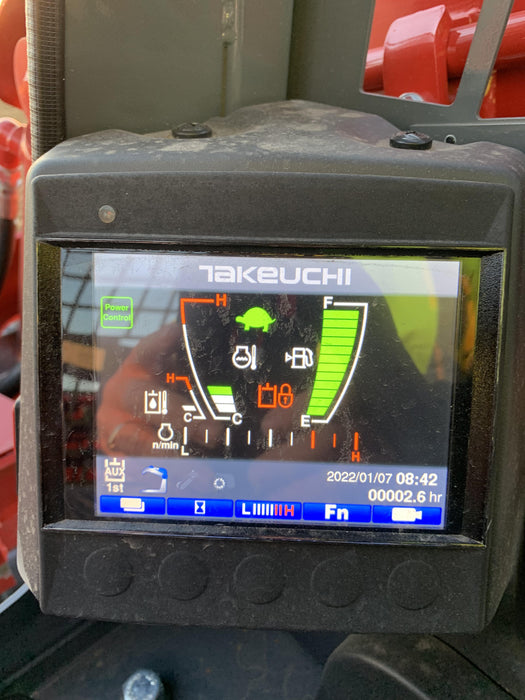 TAKEUCHI
Power
Control
H
F
H
C
C
E
n/min
L
H
AUX
1st
2022/01/07 08:42
00002.6 hr
L H
Fn